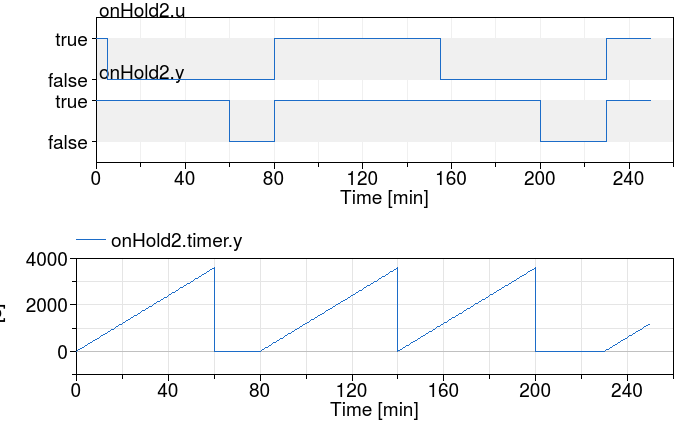 onHold2.u
true
false
onHold2.y
true
false
0 40 80 120 160 200 240
Time [min]
onHold2.timer.y
4000
2000
0
0 40 80 120 160 200 240
Time [min]